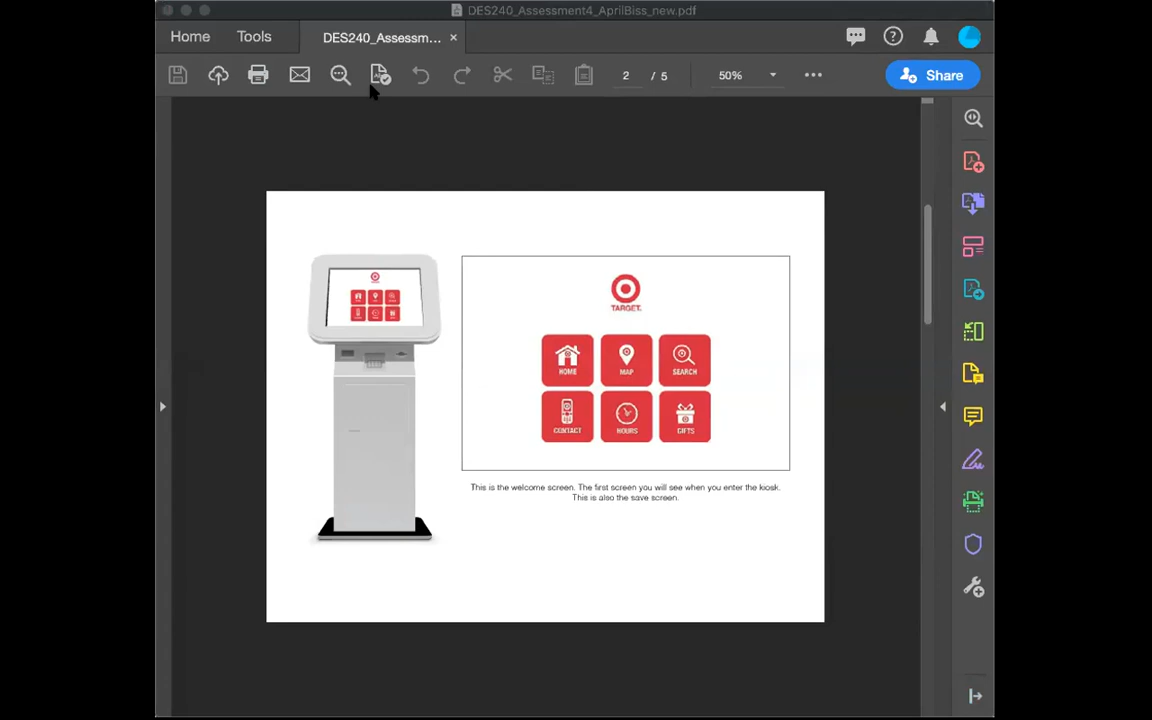 DES240_Assessment4_AprilBiss_new.pdf
Home Tools DES240_Assessm... ×
2 / 5 50% Share
TARGET.
HOME MAP SEARCH
CONTACT HOURS GIFTS
This is the welcome screen. The first screen you will see when you enter the kiosk.
This is also the save screen.